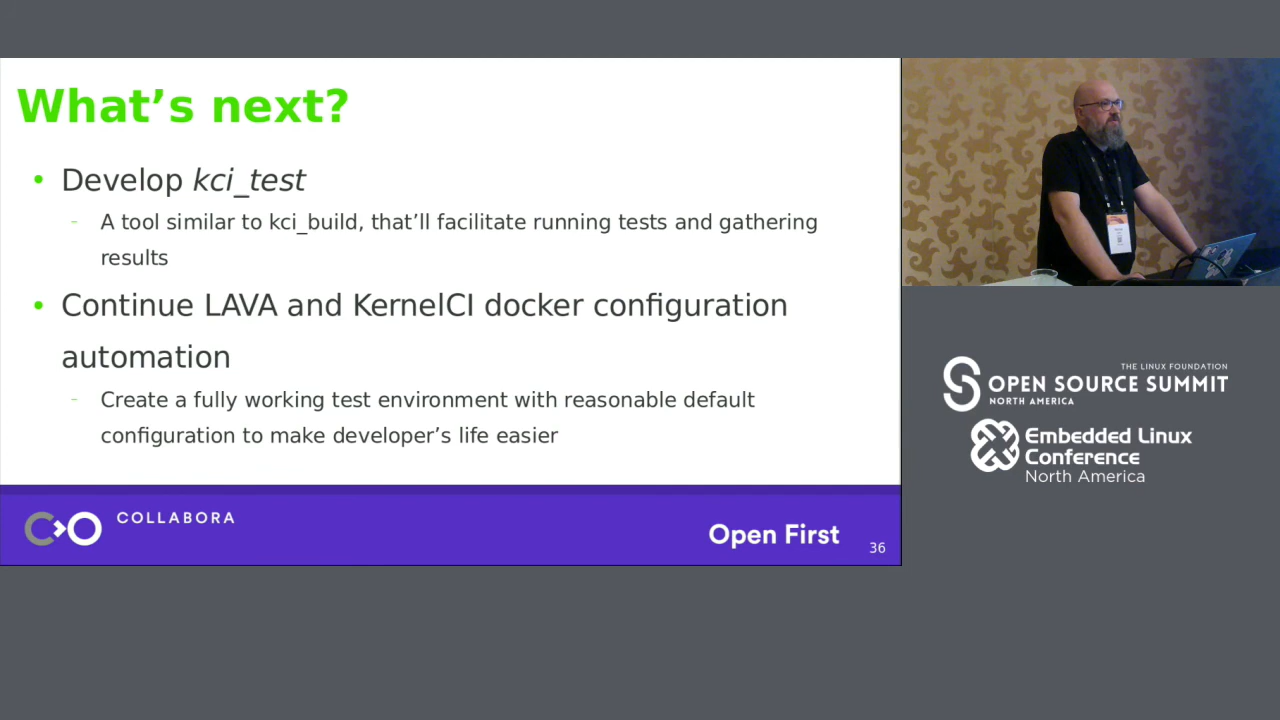 What’s next?
• Develop kci_test
- A tool similar to kci_build, that’ll facilitate running tests and gathering
results
• Continue LAVA and KernelCI docker configuration
automation
- Create a fully working test environment with reasonable default
configuration to make developer’s life easier
COLLABORA
Open First
36
THE LINUX FOUNDATION
OPEN SOURCE SUMMIT
NORTH AMERICA
Embedded Linux
Conference
North America